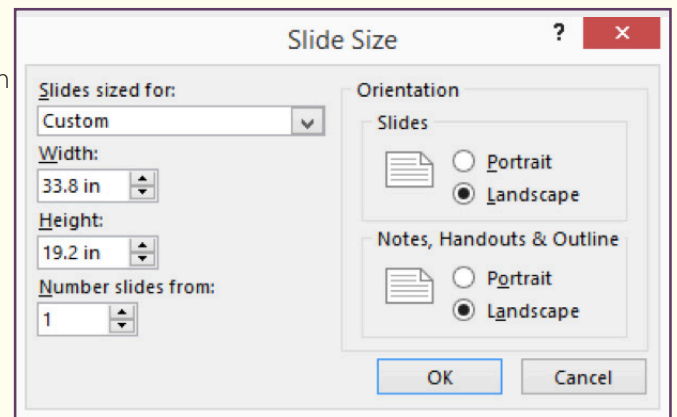 Slide Size
?
Slides sized for:
Custom
Width:
33.8 in
Height:
19.2 in
Number slides from:
1
Orientation
Slides
Portrait
Landscape
Notes, Handouts & Outline
Portrait
Landscape
OK
Cancel